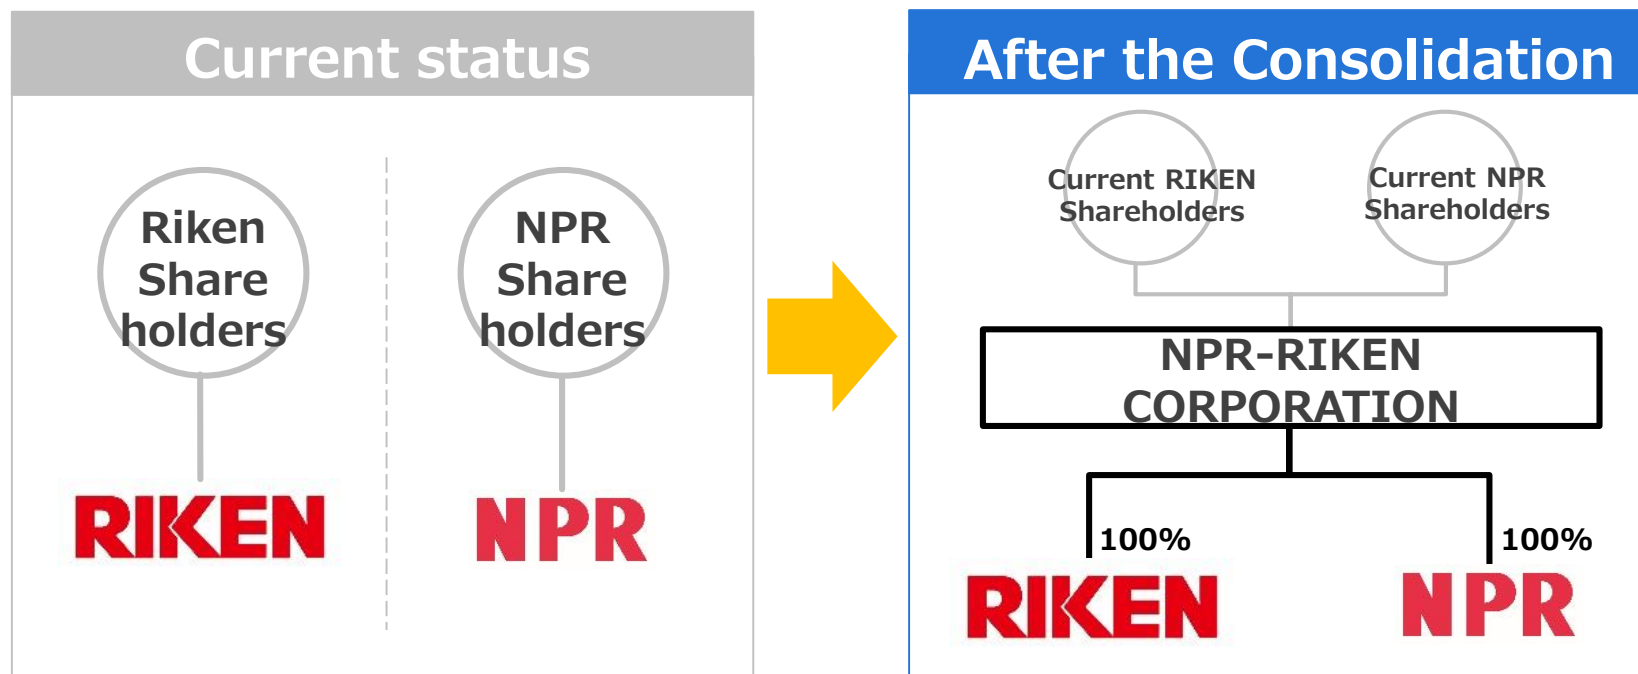 Current status
Riken
Share
holders
NPR
Share
holders
RIKEN
NPR
After the Consolidation
Current RIKEN
Shareholders
Current NPR
Shareholders
NPR-RIKEN
CORPORATION
100%
100%
RIKEN
NPR